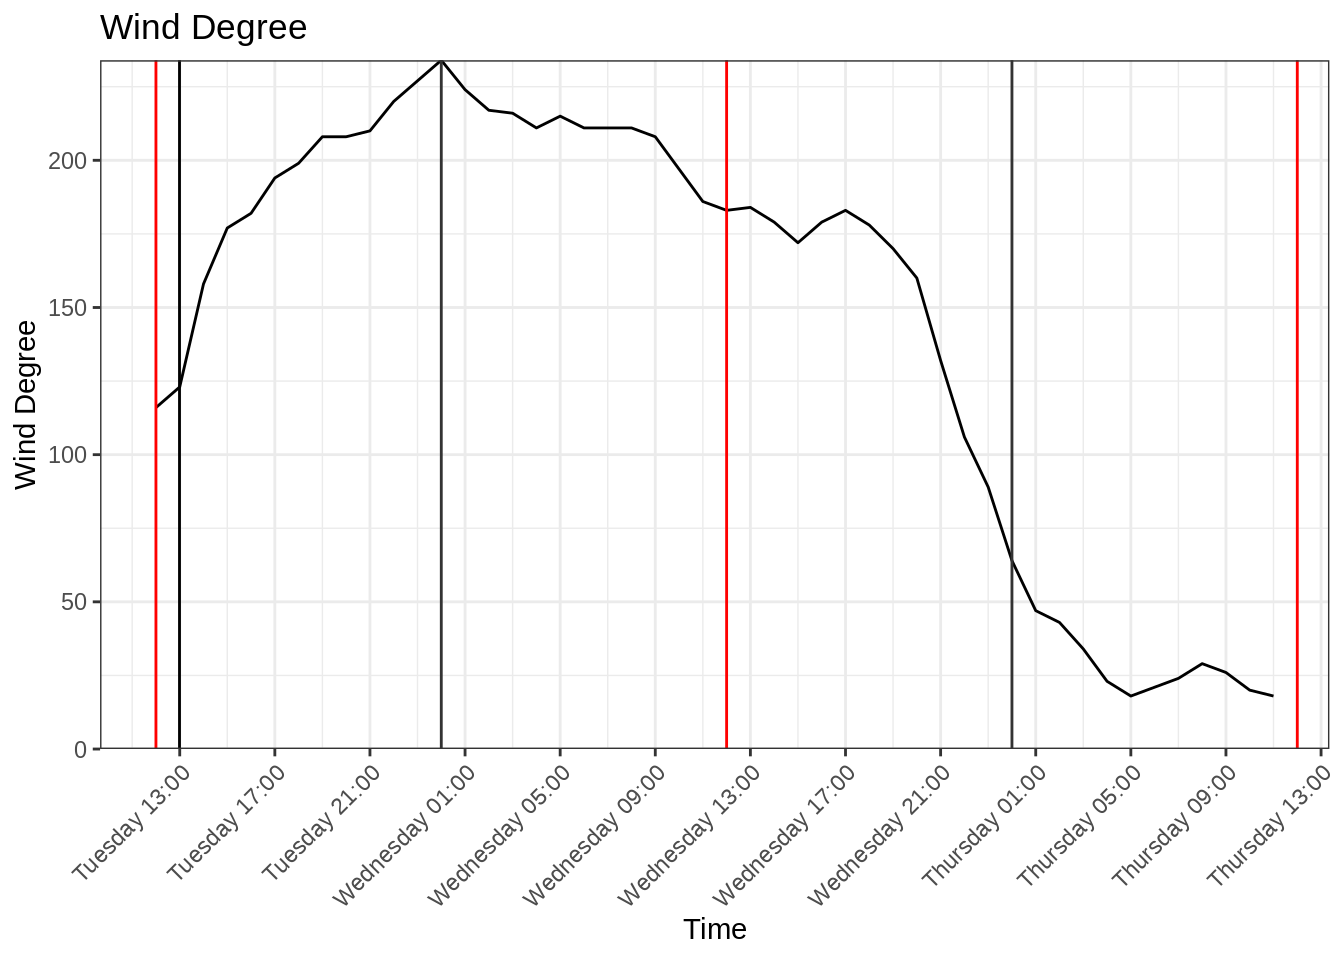 Wind Degree
Wind Degree
200
150
100
50
0
Tuesday 13:00
Tuesday 17:00
Tuesday 21:00
Wednesday 01:00
Wednesday 05:00
Wednesday 09:00
Wednesday 13:00
Wednesday 17:00
Wednesday 21:00
Thursday 01:00
Thursday 05:00
Thursday 09:00
Thursday 13:00
Time